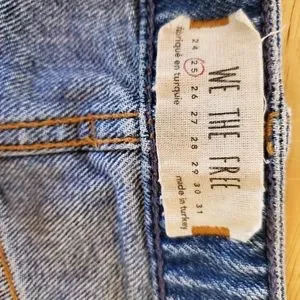 WE THE FREE
24 25 26 27 28 29 30 31
fabriqué en turquie made in turkey